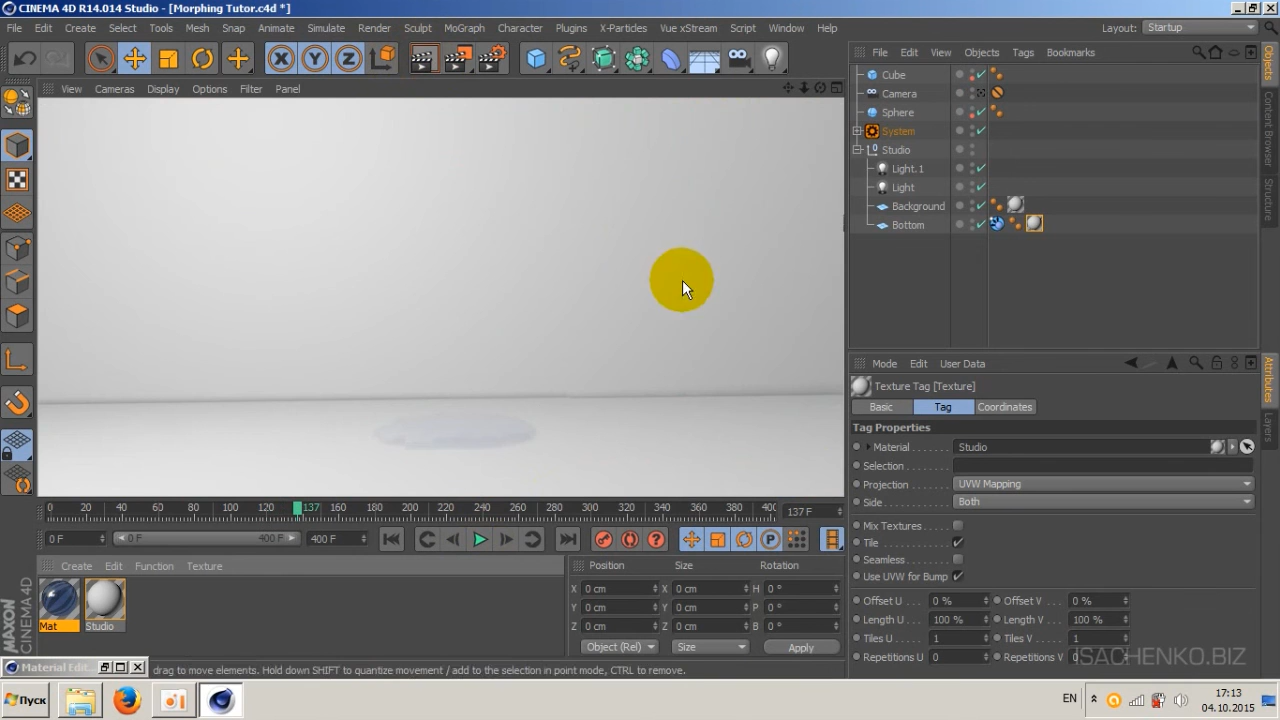 CINEMA 4D R14.014 Studio - [Morphing Tutor.c4d *]
File Edit Create Select Tools Mesh Snap Animate Simulate Render Sculpt MoGraph Character Plugins X-Particles Vue xStream Script Window Help Layout: Startup
X Y Z
File Edit View Objects Tags Bookmarks
View Cameras Display Options Filter Panel
Cube
Camera
Sphere
System
Studio
Light.1
Light
Background
Bottom
Objects
Content Browser
Structure
Mode Edit User Data
Texture Tag [Texture]
Basic Tag Coordinates
Tag Properties
Material Studio
Selection
Projection UVW Mapping
Side Both
Mix Textures
Tile
Seamless
Use UVW for Bump
Offset U 0 % Offset V 0 %
Length U 100 % Length V 100 %
Tiles U 1 Tiles V 1
Repetitions U 0 Repetitions V 0
Attributes
Layers
0 20 40 60 80 100 120 137 160 180 200 220 240 260 280 300 320 340 360 380 400 137 F
0 F 0 F 400 F 400 F
P
Create Edit Function Texture
Mat Studio
Position Size Rotation
X 0 cm X 0 cm H 0 °
Y 0 cm Y 0 cm P 0 °
Z 0 cm Z 0 cm B 0 °
Object (Rel) Size Apply
MAXON CINEMA 4D
ISACHENKO.BIZ
Material Edit...
drag to move elements. Hold down SHIFT to quantize movement / add to the selection in point mode, CTRL to remove.
Пуск
EN
17:13
04.10.2015